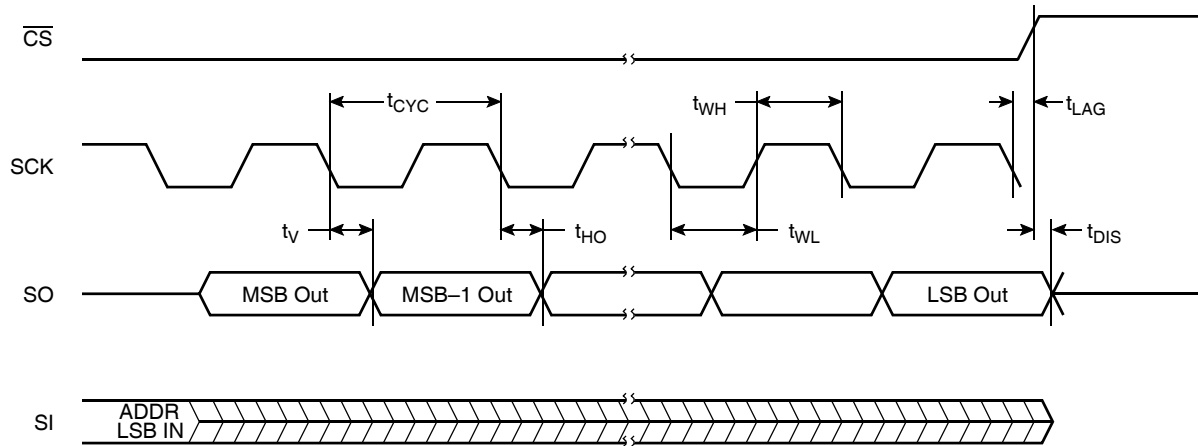 CS
tCYC
tWH
tLAG
SCK
tV
tHO
tWL
tDIS
SO
MSB Out
MSB–1 Out
LSB Out
SI
ADDR
LSB IN